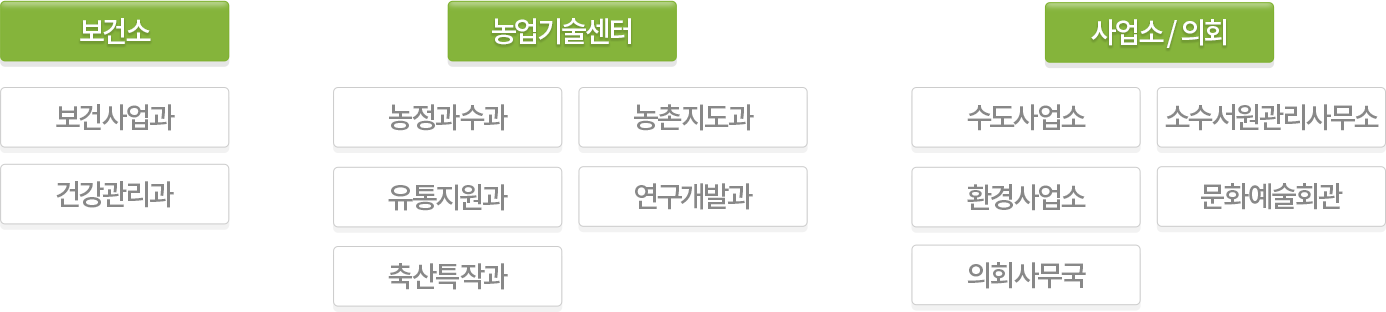 보건소
보건사업과
건강관리과
농업기술센터
농정과수과
농촌지도과
유통지원과
연구개발과
축산특작과
사업소 / 의회
수도사업소
소수서원관리사무소
환경사업소
문화예술회관
의회사무국